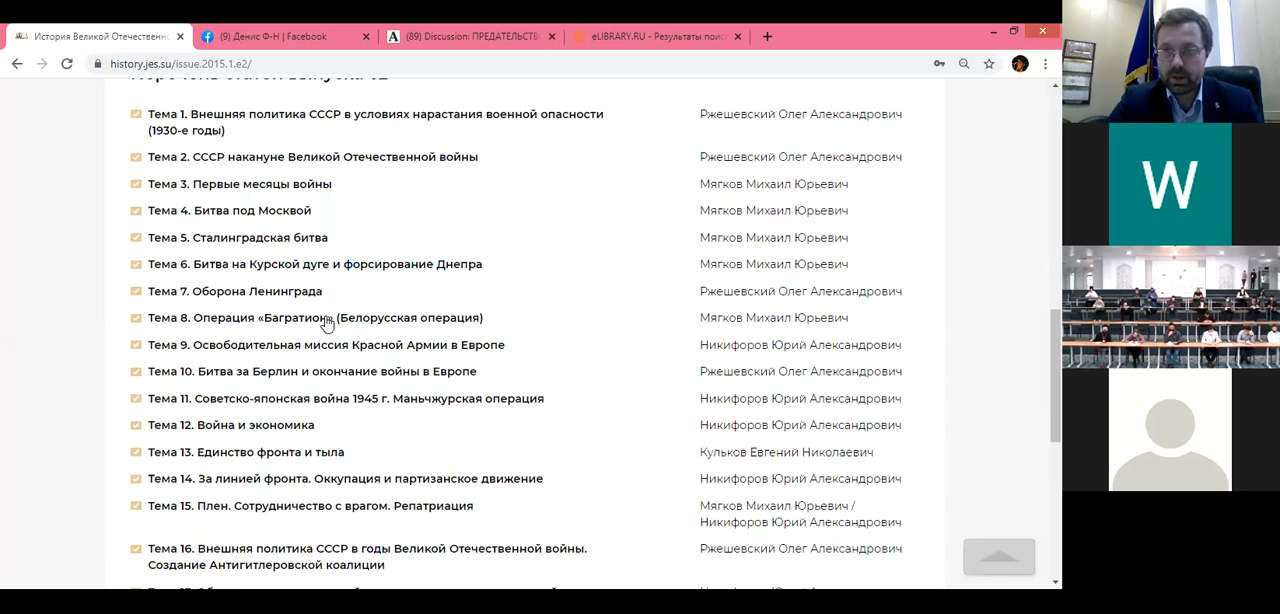 История Великой Отечественн
(9) Денис Ф-Н | Facebook
(89) Discussion: ПРЕДАТЕЛЬСТВ
eLIBRARY.RU - Результаты поис
history.jes.su/issue.2015.1.e2/
Тема 1. Внешняя политика СССР в условиях нарастания военной опасности
(1930-е годы)
Ржешевский Олег Александрович
Тема 2. СССР накануне Великой Отечественной войны
Ржешевский Олег Александрович
Тема 3. Первые месяцы войны
Мягков Михаил Юрьевич
Тема 4. Битва под Москвой
Мягков Михаил Юрьевич
Тема 5. Сталинградская битва
Мягков Михаил Юрьевич
Тема 6. Битва на Курской дуге и форсирование Днепра
Мягков Михаил Юрьевич
Тема 7. Оборона Ленинграда
Ржешевский Олег Александрович
Тема 8. Операция «Багратион» (Белорусская операция)
Мягков Михаил Юрьевич
Тема 9. Освободительная миссия Красной Армии в Европе
Никифоров Юрий Александрович
Тема 10. Битва за Берлин и окончание войны в Европе
Ржешевский Олег Александрович
Тема 11. Советско-японская война 1945 г. Маньчжурская операция
Никифоров Юрий Александрович
Тема 12. Война и экономика
Никифоров Юрий Александрович
Тема 13. Единство фронта и тыла
Кульков Евгений Николаевич
Тема 14. За линией фронта. Оккупация и партизанское движение
Никифоров Юрий Александрович
Тема 15. Плен. Сотрудничество с врагом. Репатриация
Мягков Михаил Юрьевич /
Никифоров Юрий Александрович
Тема 16. Внешняя политика СССР в годы Великой Отечественной войны.
Создание Антигитлеровской коалиции
Ржешевский Олег Александрович
W